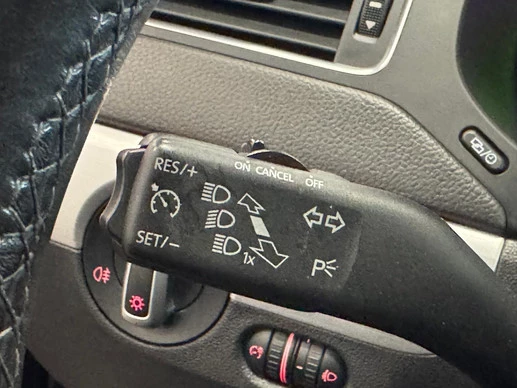 RES/+
ON CANCEL OFF
SET/-
1x
P